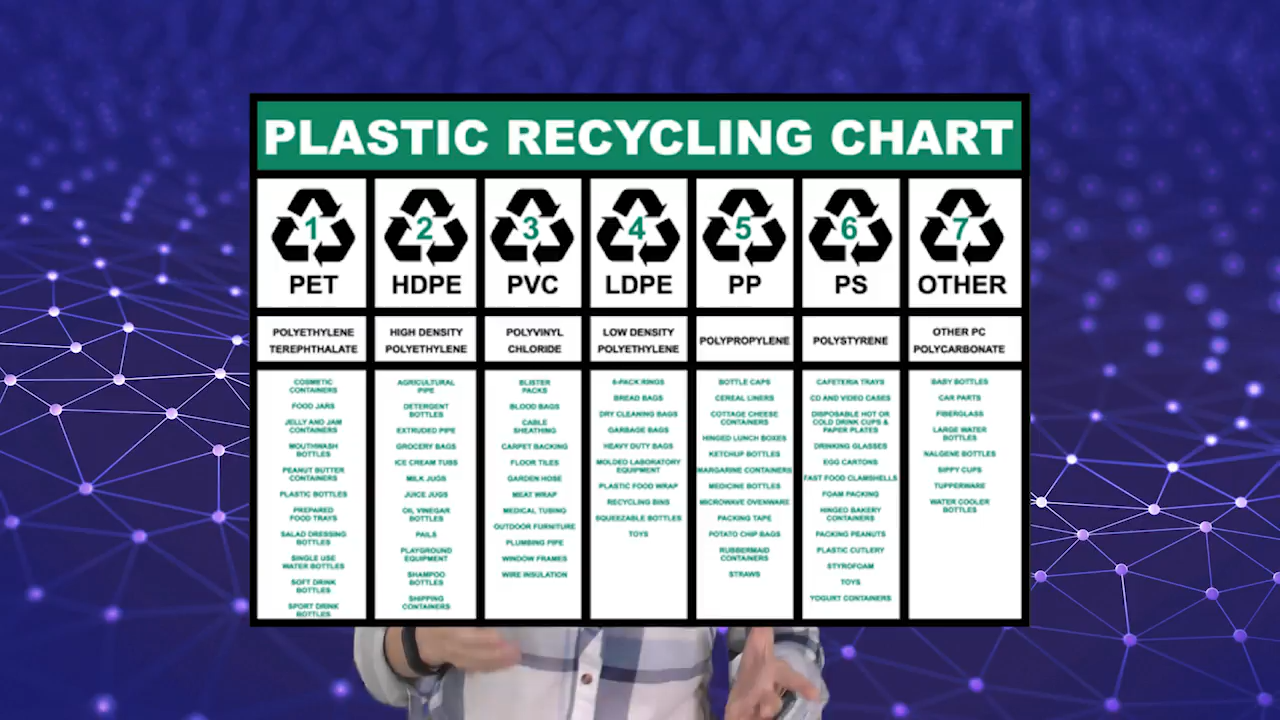 PLASTIC RECYCLING CHART
1
PET
2
HDPE
3
PVC
4
LDPE
5
PP
6
PS
7
OTHER
POLYETHYLENE
TEREPHTHALATE
HIGH DENSITY
POLYETHYLENE
POLYVINYL
CHLORIDE
LOW DENSITY
POLYETHYLENE
POLYPROPYLENE
POLYSTYRENE
OTHER PC
POLYCARBONATE
COSMETIC
CONTAINERS
FOOD JARS
JELLY AND JAM
CONTAINERS
MOUTHWASH
BOTTLES
PEANUT BUTTER
CONTAINERS
PLASTIC BOTTLES
PREPARED
FOOD TRAYS
SALAD DRESSING
BOTTLES
SINGLE USE
WATER BOTTLES
SOFT DRINK
BOTTLES
SPORT DRINK
BOTTLES
AGRICULTURAL
PIPE
DETERGENT
BOTTLES
EXTRUDED PIPE
GROCERY BAGS
ICE CREAM TUBS
MILK JUGS
JUICE JUGS
OIL VINEGAR
BOTTLES
PAILS
PLAYGROUND
EQUIPMENT
SHAMPOO
BOTTLES
SHIPPING
CONTAINERS
BLISTER
PACKS
BLOOD BAGS
CABLE
SHEATHING
CARPET BACKING
FLOOR TILES
GARDEN HOSE
MEAT WRAP
MEDICAL TUBING
OUTDOOR FURNITURE
PLUMBING PIPE
WINDOW FRAMES
WIRE INSULATION
6-PACK RINGS
BREAD BAGS
DRY CLEANING BAGS
GARBAGE BAGS
HEAVY DUTY BAGS
MOLDED LABORATORY
EQUIPMENT
PLASTIC FOOD WRAP
RECYCLING BINS
SQUEEZABLE BOTTLES
TOYS
BOTTLE CAPS
CEREAL LINERS
COTTAGE CHEESE
CONTAINERS
HINGED LUNCH BOXES
KETCHUP BOTTLES
MARGARINE CONTAINERS
MEDICINE BOTTLES
MICROWAVE OVENWARE
PACKING TAPE
POTATO CHIP BAGS
RUBBERMAID
CONTAINERS
STRAWS
CAFETERIA TRAYS
CD AND VIDEO CASES
DISPOSABLE HOT OR
COLD DRINK CUPS &
PAPER PLATES
DRINKING GLASSES
EGG CARTONS
FAST FOOD CLAMSHELLS
FOAM PACKING
HINGED BAKERY
CONTAINERS
PACKING PEANUTS
PLASTIC CUTLERY
STYROFOAM
TOYS
YOGURT CONTAINERS
BABY BOTTLES
CAR PARTS
FIBERGLASS
LARGE WATER
BOTTLES
NALGENE BOTTLES
SIPPY CUPS
TUPPERWARE
WATER COOLER
BOTTLES